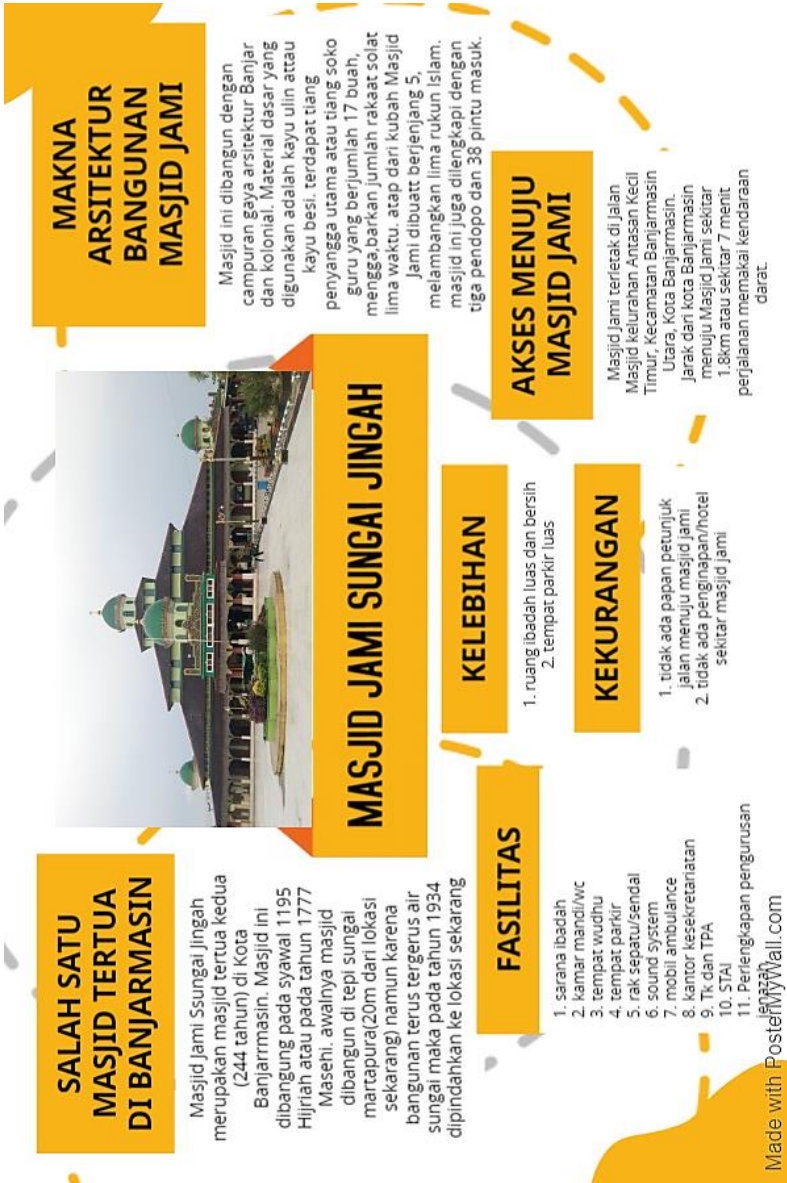 SALAH SATU
MASJID TERTUA
DI BANJARMASIN
Masjid Jami Ssungai Jingah
merupakan masjid tertua kedua
(244 tahun) di Kota
Banjarrmasin. Masjid ini
dibangung pada syawal 1195
Hijriah atau pada tahun 1777
Masehi. awalnya masjid
dibangun di tepi sungai
martapura(20m dari lokasi
sekarang) namun karena
bangunan terus tergerus air
sungai maka pada tahun 1934
dipindahkan ke lokasi sekarang
MASJID JAMI SUNGAI JINGAH
MAKNA
ARSITEKTUR
BANGUNAN
MASJID JAMI
Masjid ini dibangun dengan
campuran gaya arsitektur Banjar
dan kolonial. Material dasar yang
digunakan adalah kayu ulin attau
kayu besi. terdapat tiang
penyangga utama atau tiang soko
guru yang berjumlah 17 buah,
mengga,barkan jumlah rakaat solat
lima waktu. atap dari kubah Masjid
Jami dibuatt berjenjang 5,
melambangkan lima rukun Islam.
masjid ini juga dilengkapi dengan
tiga pendopo dan 38 pintu masuk.
FASILITAS
1. sarana ibadah
2. kamar mandi/wc
3. tempat wudhu
4. tempat parkir
5. rak sepatu/sendal
6. sound system
7. mobil ambulance
8. kantor kesekretariatan
9. Tk dan TPA
10. STAI
11. Perlengkapan pengurusan
jenazah
KELEBIHAN
1. ruang ibadah luas dan bersih
2. tempat parkir luas
KEKURANGAN
1. tidak ada papan petunjuk
jalan menuju masjid jami
2. tidak ada penginapan/hotel
sekitar masjid jami
AKSES MENUJU
MASJID JAMI
Masjid Jami terletak di Jalan
Masjid kelurahan Antasan Kecil
Timur, Kecamatan Banjarmasin
Utara, Kota Banjarmasin.
Jarak dari kota Banjarmasin
menuju Masjid Jami sekitar
1.8km atau sekitar 7 menit
perjalanan memakai kendaraan
darat.
Made with PosterMyWall.com